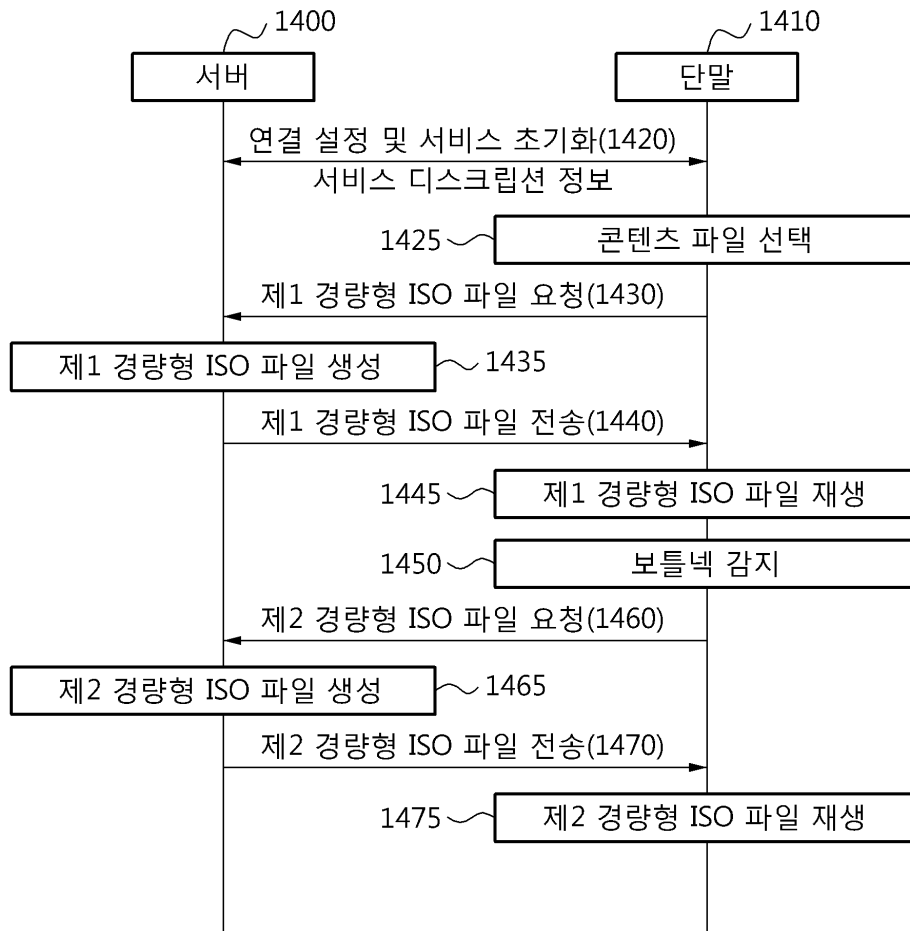 1400
1410
서버
단말
연결 설정 및 서비스 초기화(1420)
서비스 디스크립션 정보
1425
콘텐츠 파일 선택
제1 경량형 ISO 파일 요청(1430)
제1 경량형 ISO 파일 생성
1435
제1 경량형 ISO 파일 전송(1440)
1445
제1 경량형 ISO 파일 재생
1450
보틀넥 감지
제2 경량형 ISO 파일 요청(1460)
제2 경량형 ISO 파일 생성
1465
제2 경량형 ISO 파일 전송(1470)
1475
제2 경량형 ISO 파일 재생